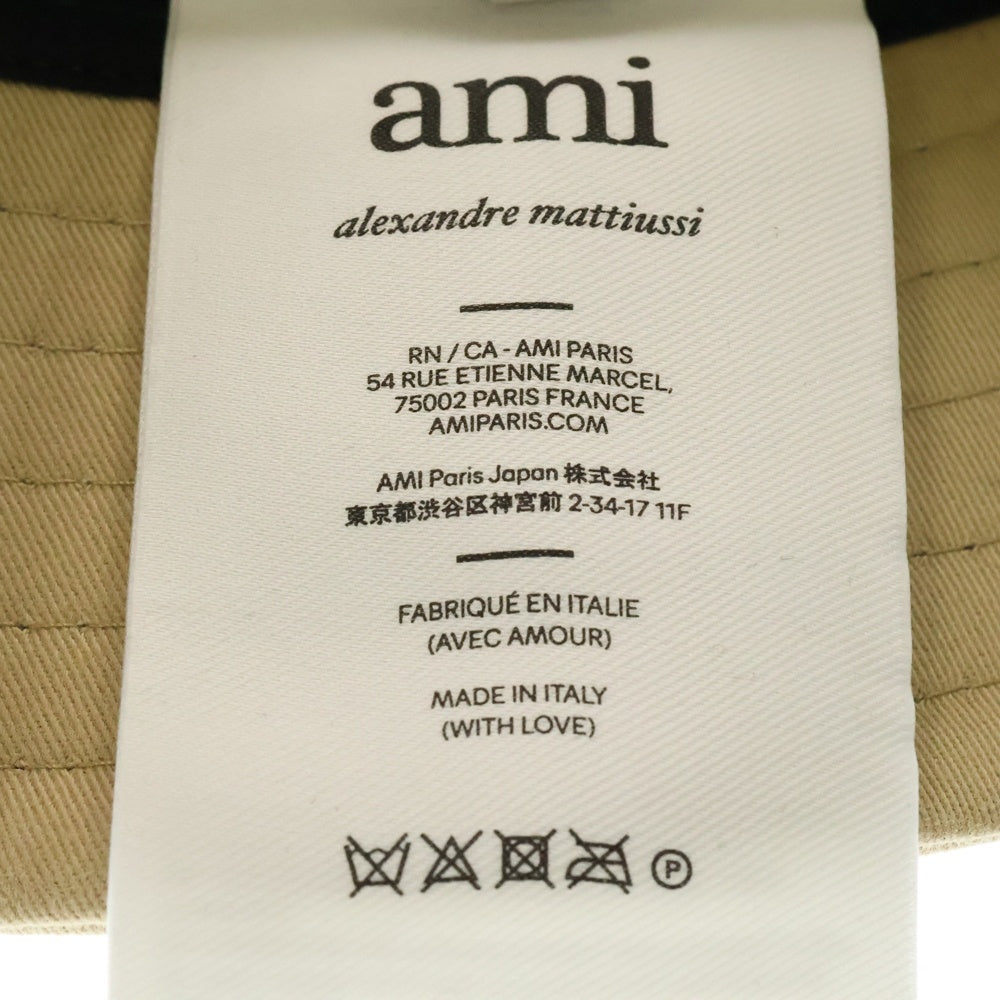 ami
alexandre mattiussi
RN / CA - AMI PARIS
54 RUE ETIENNE MARCEL,
75002 PARIS FRANCE
AMIPARIS.COM
AMI Paris Japan 株式会社
東京都渋谷区神宮前 2-34-17 11F
FABRIQUÉ EN ITALIE
(AVEC AMOUR)
MADE IN ITALY
(WITH LOVE)
P